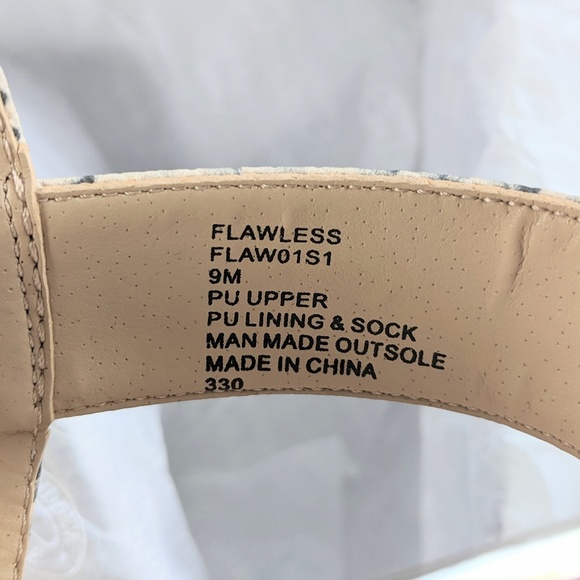 FLAWLESS
FLAW01S1
9M
PU UPPER
PU LINING & SOCK
MAN MADE OUTSOLE
MADE IN CHINA
330